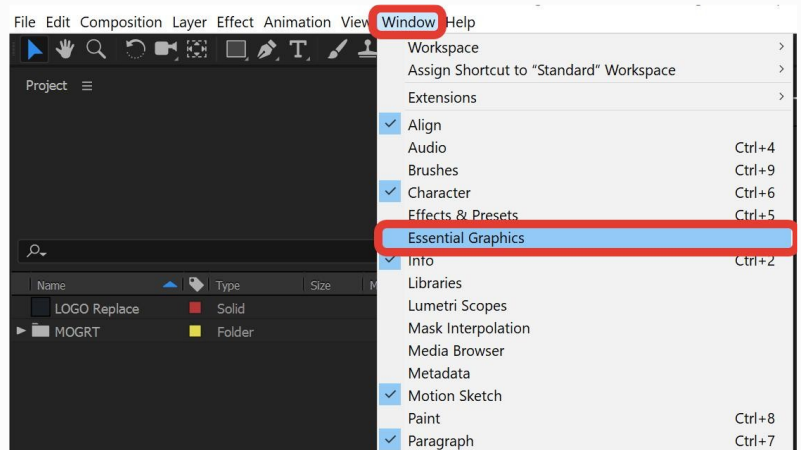 File Edit Composition Layer Effect Animation View Window Help
Project
Name Type Size M
LOGO Replace Solid
MOGRT Folder
Workspace
Assign Shortcut to “Standard” Workspace
Extensions
Align
Audio Ctrl+4
Brushes Ctrl+9
Character Ctrl+6
Effects & Presets Ctrl+5
Essential Graphics
Info Ctrl+2
Libraries
Lumetri Scopes
Mask Interpolation
Media Browser
Metadata
Motion Sketch
Paint Ctrl+8
Paragraph Ctrl+7